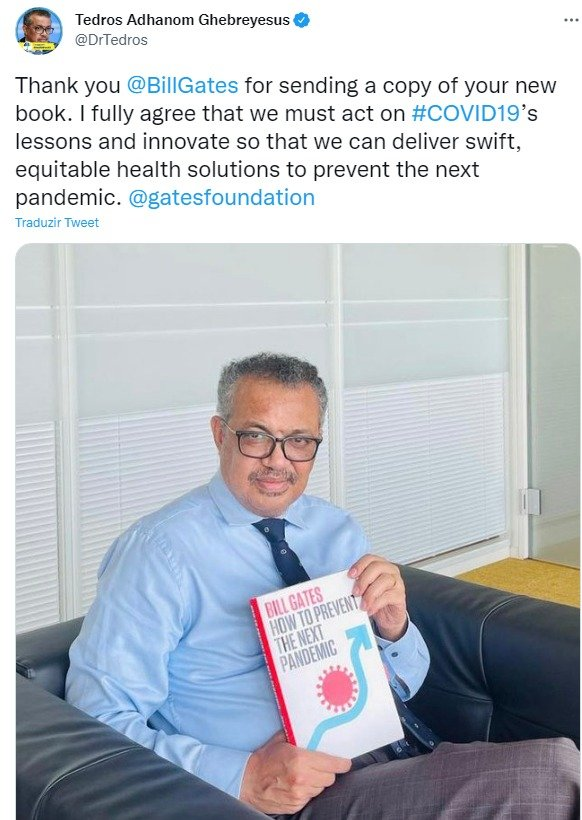 Tedros Adhanom Ghebreyesus
@DrTedros
Thank you @BillGates for sending a copy of your new
book. I fully agree that we must act on #COVID19's
lessons and innovate so that we can deliver swift,
equitable health solutions to prevent the next
pandemic. @gatesfoundation
Traduzir Tweet
BILL GATES
HOW TO PREVENT
THE NEXT
PANDEMIC